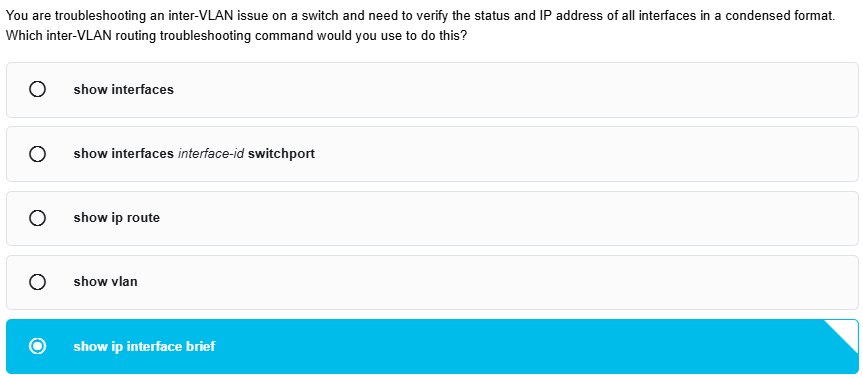 You are troubleshooting an inter-VLAN issue on a switch and need to verify the status and IP address of all interfaces in a condensed format.
Which inter-VLAN routing troubleshooting command would you use to do this?
show interfaces
show interfaces interface-id switchport
show ip route
show vlan
show ip interface brief